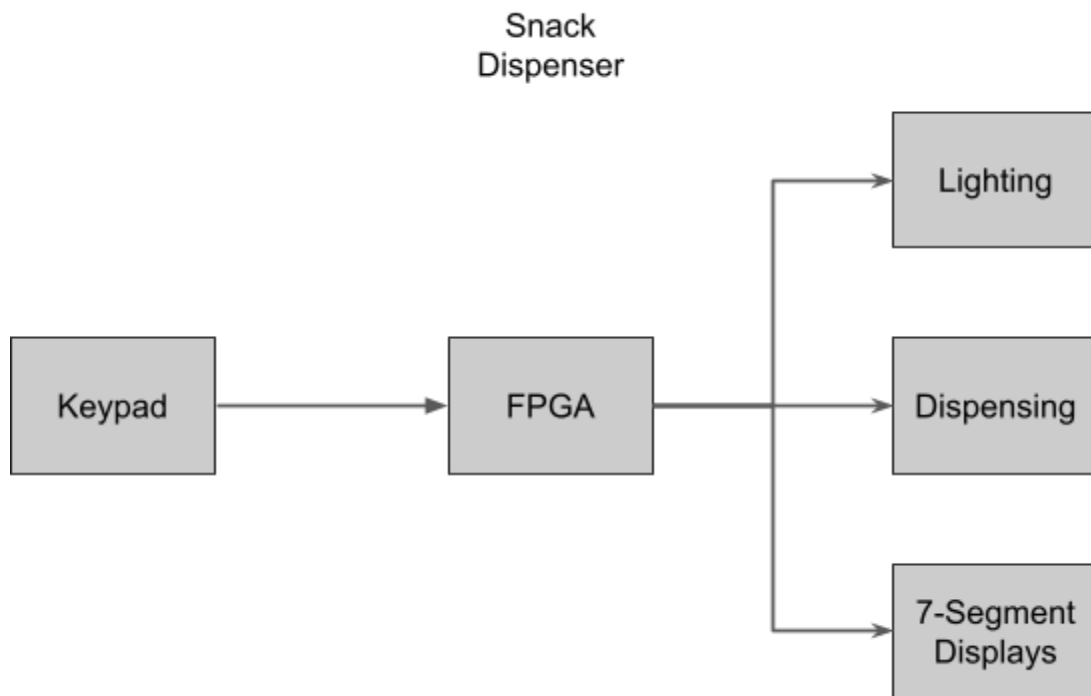 Snack
Dispenser
Lighting
Keypad
FPGA
Dispensing
7-Segment
Displays